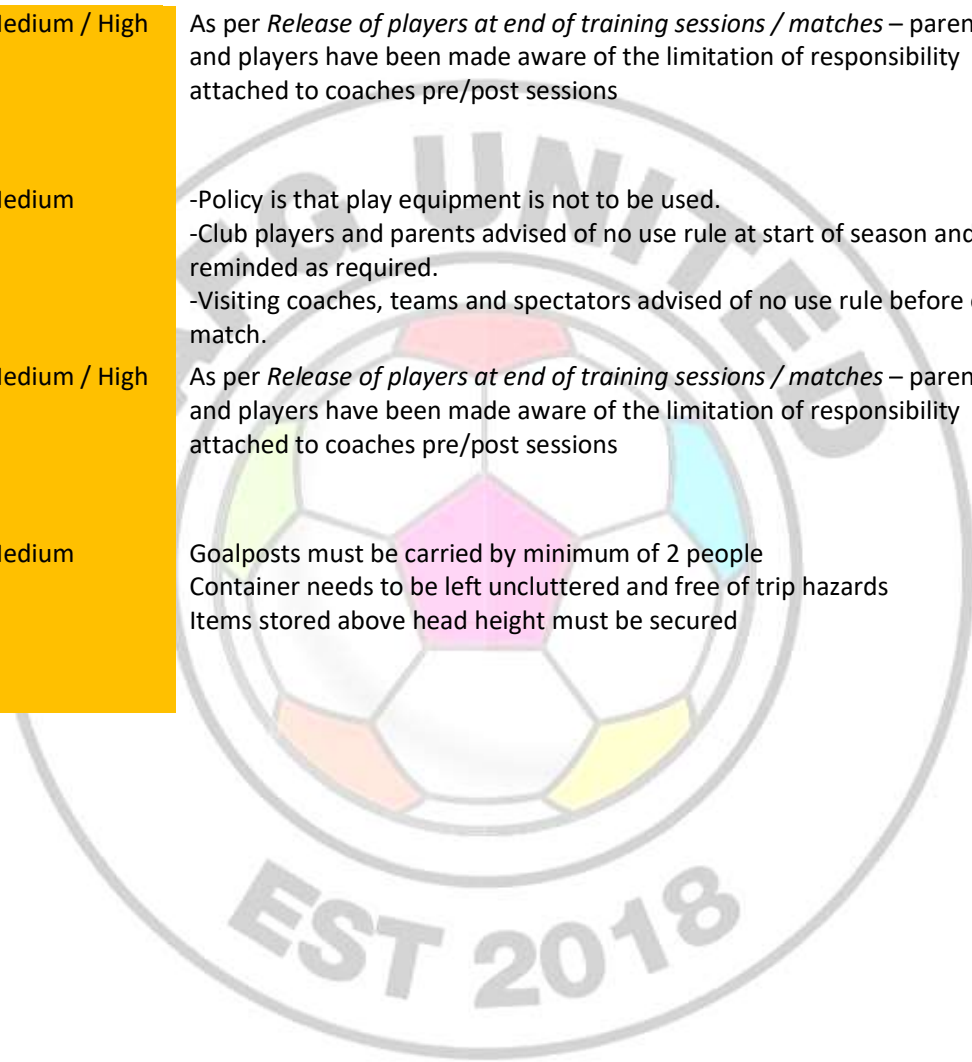 Medium / High As per Release of players at end of training sessions / matches – paren
and players have been made aware of the limitation of responsibility
attached to coaches pre/post sessions
Medium -Policy is that play equipment is not to be used.
-Club players and parents advised of no use rule at start of season and
reminded as required.
-Visiting coaches, teams and spectators advised of no use rule before
match.
Medium / High As per Release of players at end of training sessions / matches – paren
and players have been made aware of the limitation of responsibility
attached to coaches pre/post sessions
Medium Goalposts must be carried by minimum of 2 people
Container needs to be left uncluttered and free of trip hazards
Items stored above head height must be secured
UNITED
EST 2018